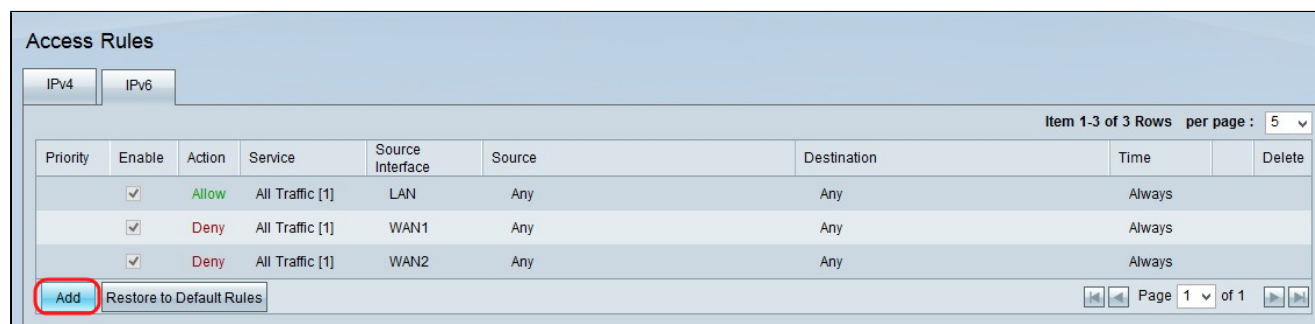 Access Rules
IPv4 IPv6
Item 1-3 of 3 Rows per page : 5
Priority Enable Action Service Source Interface Source Destination Time Delete
Allow All Traffic [1] LAN Any Any Always
Deny All Traffic [1] WAN1 Any Any Always
Deny All Traffic [1] WAN2 Any Any Always
Add Restore to Default Rules Page 1 of 1